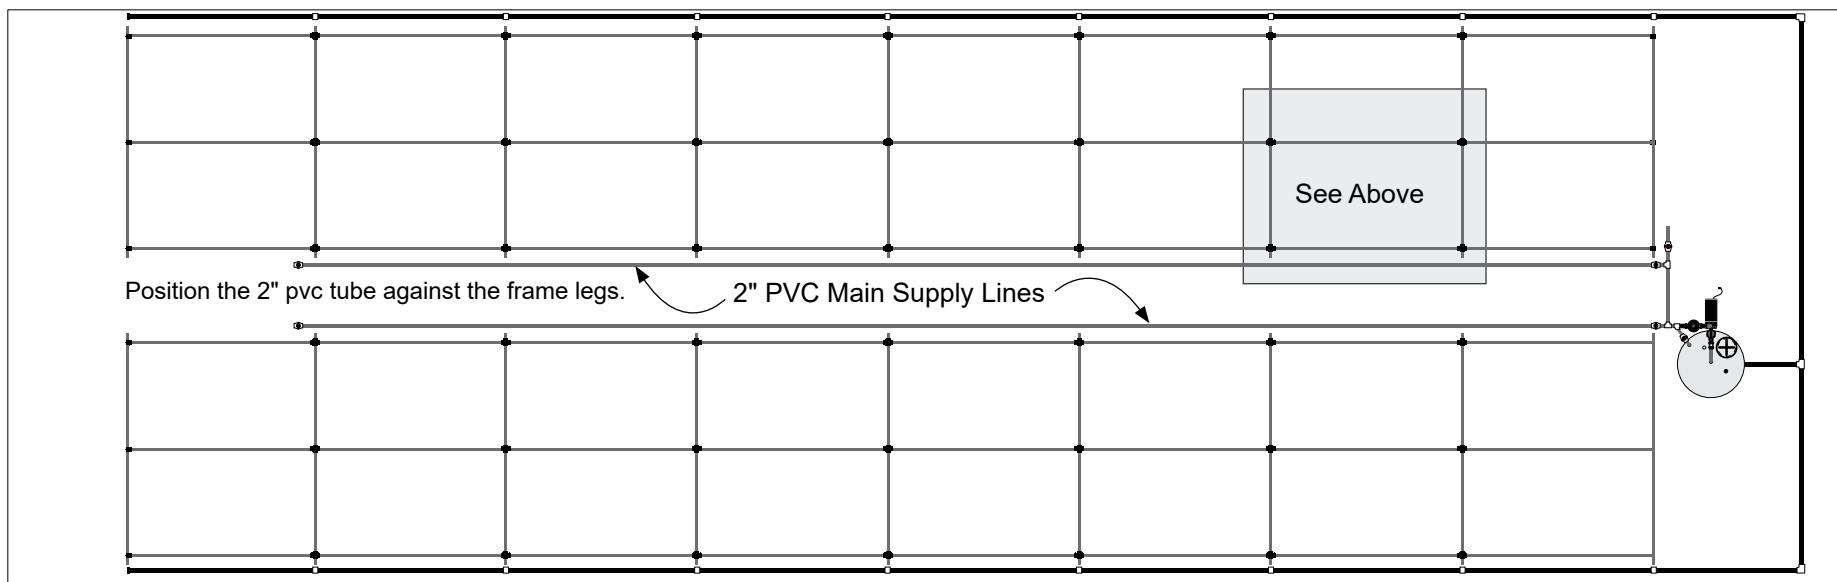 See Above
Position the 2" pvc tube against the frame legs.
2" PVC Main Supply Lines